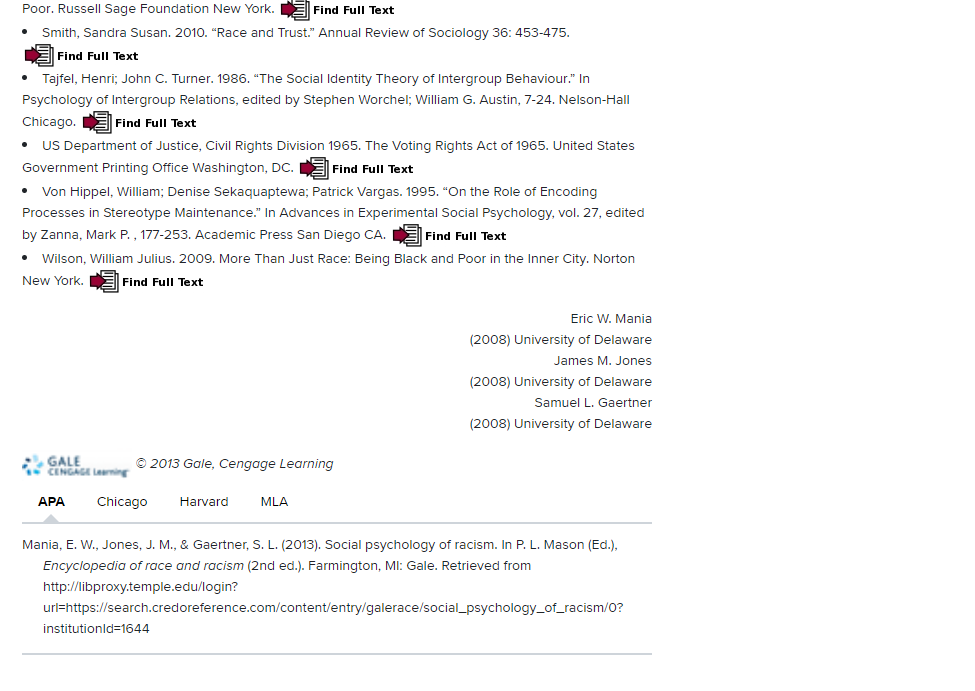 Poor. Russell Sage Foundation New York. Find Full Text
• Smith, Sandra Susan. 2010. “Race and Trust.” Annual Review of Sociology 36: 453-475.
Find Full Text
• Tajfel, Henri; John C. Turner. 1986. “The Social Identity Theory of Intergroup Behaviour.” In
Psychology of Intergroup Relations, edited by Stephen Worchel; William G. Austin, 7-24. Nelson-Hall
Chicago. Find Full Text
• US Department of Justice, Civil Rights Division 1965. The Voting Rights Act of 1965. United States
Government Printing Office Washington, DC. Find Full Text
• Von Hippel, William; Denise Sekaquaptewa; Patrick Vargas. 1995. “On the Role of Encoding
Processes in Stereotype Maintenance.” In Advances in Experimental Social Psychology, vol. 27, edited
by Zanna, Mark P. , 177-253. Academic Press San Diego CA. Find Full Text
• Wilson, William Julius. 2009. More Than Just Race: Being Black and Poor in the Inner City. Norton
New York. Find Full Text
Eric W. Mania
(2008) University of Delaware
James M. Jones
(2008) University of Delaware
Samuel L. Gaertner
(2008) University of Delaware
GALE
CENGAGE Learning © 2013 Gale, Cengage Learning
APA Chicago Harvard MLA
Mania, E. W., Jones, J. M., & Gaertner, S. L. (2013). Social psychology of racism. In P. L. Mason (Ed.),
Encyclopedia of race and racism (2nd ed.). Farmington, MI: Gale. Retrieved from
http://libproxy.temple.edu/login?
url=https://search.credoreference.com/content/entry/galerace/social_psychology_of_racism/0?
institutionId=1644